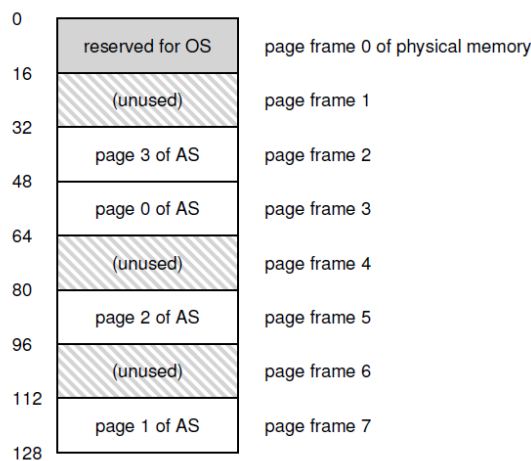 0
reserved for OS page frame 0 of physical memory
16
(unused) page frame 1
32
page 3 of AS page frame 2
48
page 0 of AS page frame 3
64
(unused) page frame 4
80
page 2 of AS page frame 5
96
(unused) page frame 6
112
page 1 of AS page frame 7
128